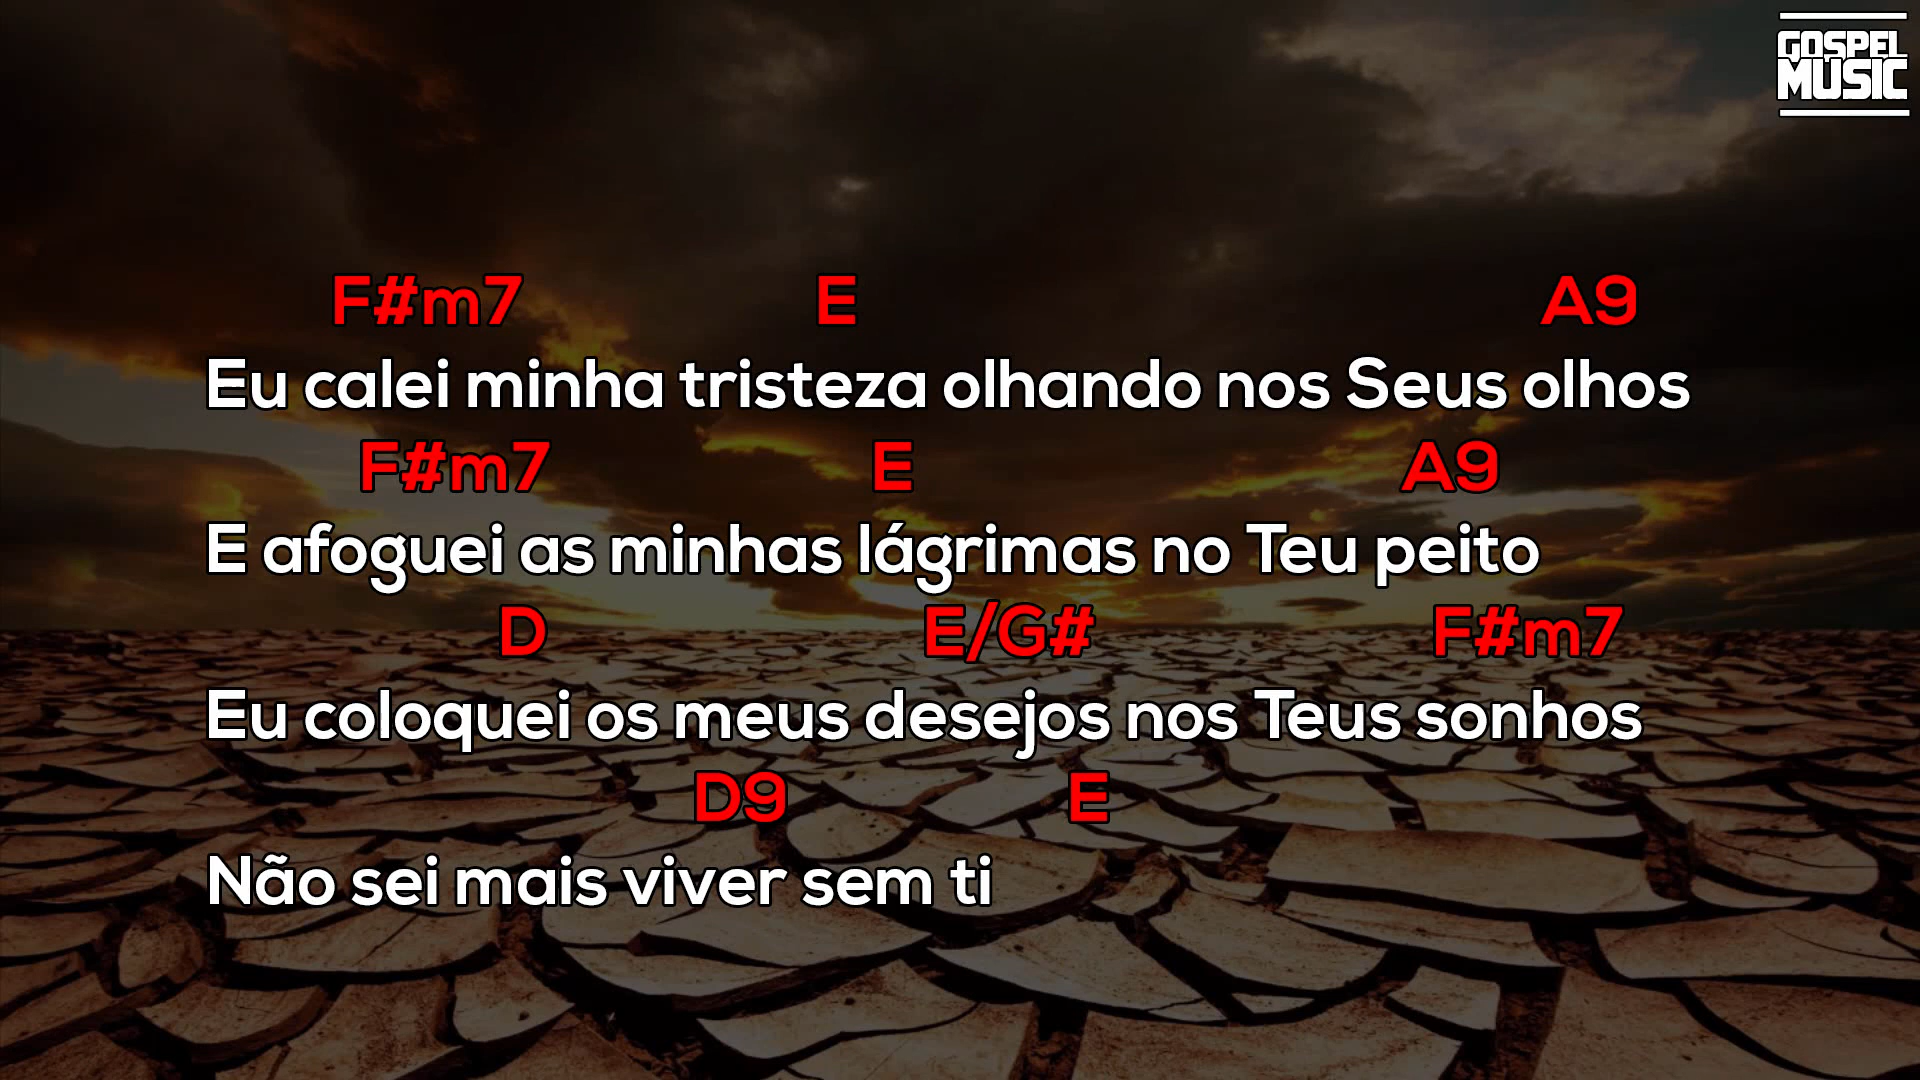 GOSPEL
MUSIC
F#m7 E A9
Eu calei minha tristeza olhando nos Seus olhos
F#m7 E A9
E afoguei as minhas lágrimas no Teu peito
D E/G# F#m7
Eu coloquei os meus desejos nos Teus sonhos
D9 E
Não sei mais viver sem ti